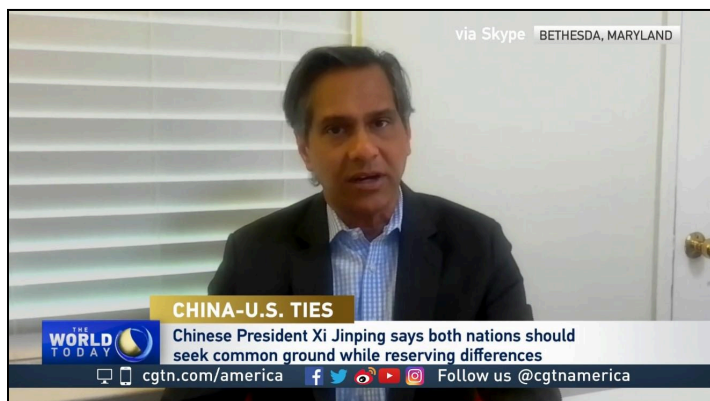 via Skype BETHESDA, MARYLAND
CHINA-U.S. TIES
THE
WORLD
TODAY
Chinese President Xi Jinping says both nations should
seek common ground while reserving differences
cgtn.com/america Follow us @cgtnamerica